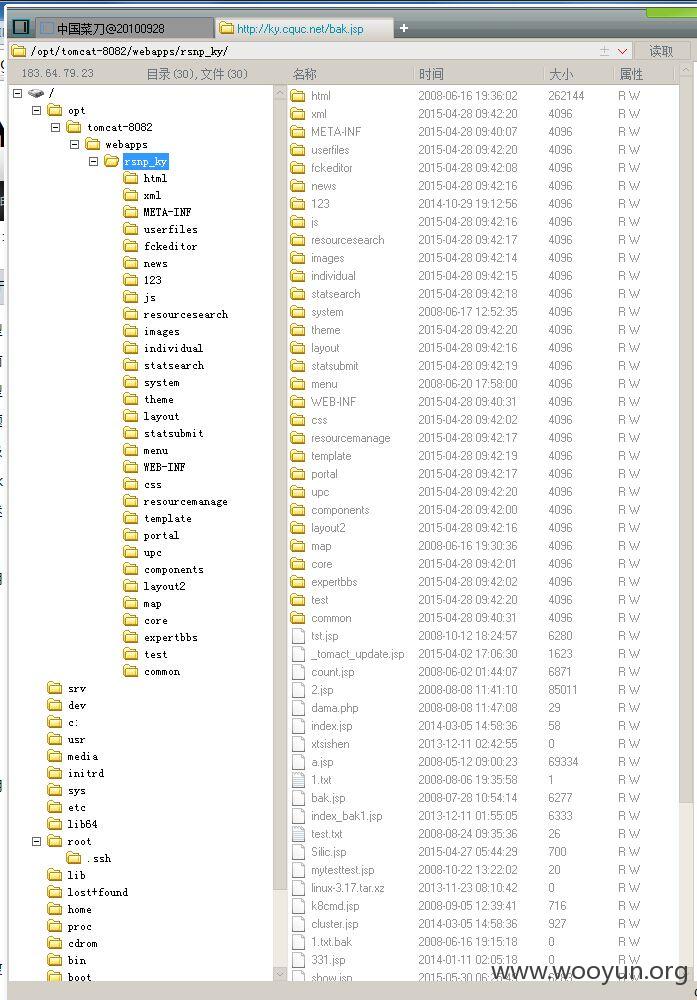 中国菜刀@20100928 http://ky.cquc.net/bak.jsp +
/opt/tomcat-8082/webapps/rsnp_ky/ 读取
183.64.79.23 目录(30),文件(30)
/
opt
tomcat-8082
webapps
rsnp_ky
html
xml
META-INF
userfiles
fckeditor
news
123
js
resourcesearch
images
individual
statsearch
system
theme
layout
statsubmit
menu
WEB-INF
css
resourcemanage
template
portal
upc
components
layout2
map
core
expertbbs
test
common
srv
dev
c:
usr
media
initrd
sys
etc
lib64
root
.ssh
lib
lost+found
home
proc
cdrom
bin
boot
名称 时间 大小 属性
html 2008-06-16 19:36:02 262144 R W
xml 2015-04-28 09:42:20 4096 R W
META-INF 2015-04-28 09:40:07 4096 R W
userfiles 2015-04-28 09:42:20 4096 R W
fckeditor 2015-04-28 09:42:08 4096 R W
news 2015-04-28 09:42:16 4096 R W
123 2014-10-29 19:12:56 4096 R W
js 2015-04-28 09:42:16 4096 R W
resourcesearch 2015-04-28 09:42:17 4096 R W
images 2015-04-28 09:42:14 4096 R W
individual 2015-04-28 09:42:15 4096 R W
statsearch 2015-04-28 09:42:18 4096 R W
system 2008-06-17 12:52:35 4096 R W
theme 2015-04-28 09:42:20 4096 R W
layout 2015-04-28 09:42:16 4096 R W
statsubmit 2015-04-28 09:42:19 4096 R W
menu 2008-06-20 17:58:00 4096 R W
WEB-INF 2015-04-28 09:40:31 4096 R W
css 2015-04-28 09:42:02 4096 R W
resourcemanage 2015-04-28 09:42:17 4096 R W
template 2015-04-28 09:42:19 4096 R W
portal 2015-04-28 09:42:17 4096 R W
upc 2015-04-28 09:42:20 4096 R W
components 2015-04-28 09:42:00 4096 R W
layout2 2015-04-28 09:42:16 4096 R W
map 2008-06-16 19:30:36 4096 R W
core 2015-04-28 09:42:01 4096 R W
expertbbs 2015-04-28 09:42:02 4096 R W
test 2015-04-28 09:42:20 4096 R W
common 2015-04-28 09:40:31 4096 R W
tst.jsp 2008-10-12 18:24:57 6280 R W
_tomact_update.jsp 2015-04-02 17:06:30 1623 R W
count.jsp 2008-06-02 01:44:07 6871 R W
2.jsp 2008-08-08 11:41:10 85011 R W
dama.php 2008-08-08 11:47:08 29 R W
index.jsp 2014-03-05 14:58:36 58 R W
xtsishen 2013-12-11 02:42:55 0 R W
a.jsp 2008-05-12 09:00:23 69334 R W
1.txt 2008-08-06 19:35:58 1 R W
bak.jsp 2008-07-28 10:54:14 6277 R W
index_bak1.jsp 2013-12-11 01:55:05 6333 R W
test.txt 2008-08-24 09:35:36 26 R W
Silic.jsp 2015-04-27 05:44:29 700 R W
mytesttest.jsp 2008-10-22 13:22:02 20 R W
linux-3.17.tar.xz 2013-11-23 08:10:42 0 R W
k8cmd.jsp 2008-09-05 12:39:41 716 R W
cluster.jsp 2014-03-05 14:58:36 927 R W
1.txt.bak 2008-06-16 19:15:18 0 R W
331.jsp 2014-01-11 02:05:18 0 R W
show.jsp 2015-05-30
www.wooyun.org